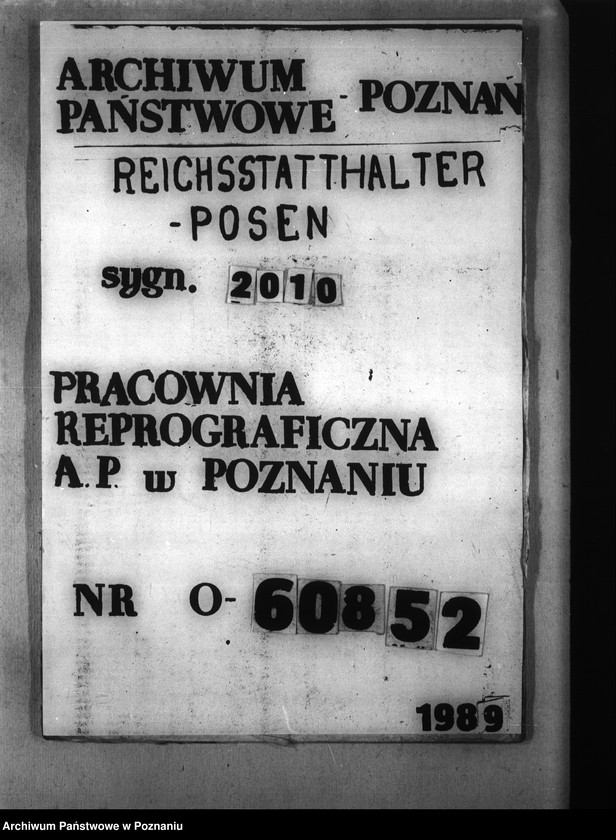 ARCHIWUM
PAŃSTWOWE - POZNAŃ
REICHSSTATTHALTER
-POSEN
sygn. 2010
PRACOWNIA
REPROGRAFICZNA
A.P. w POZNANIU
NR O-60852
1989
Archiwum Państwowe w Poznaniu